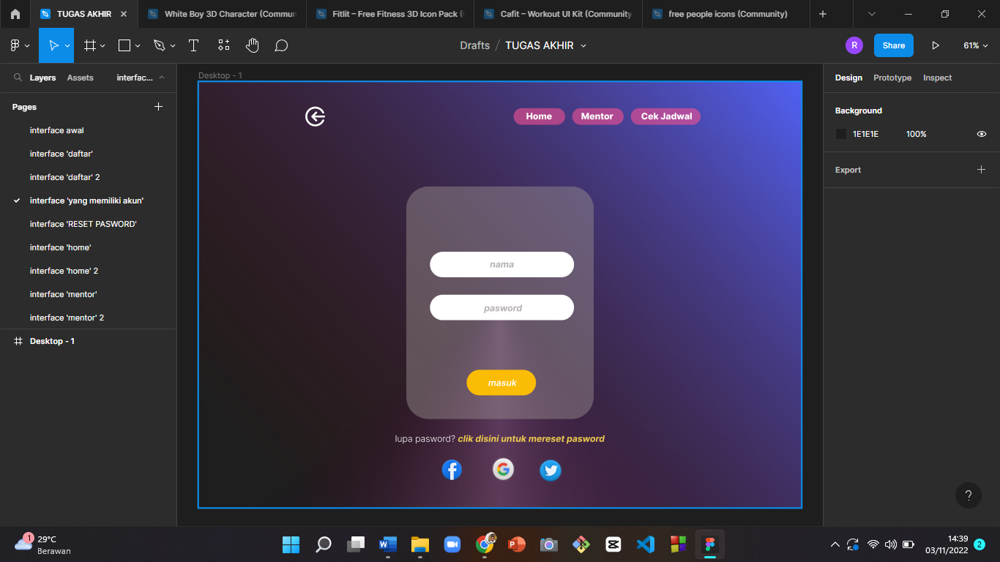 TUGAS AKHIR
White Boy 3D Character (Commun
Fitlit – Free Fitness 3D Icon Pack (
Cafit – Workout UI Kit (Community
free people icons (Community)
Drafts / TUGAS AKHIR
R
Share
61%
Layers
Assets
interfac...
Desktop - 1
Design
Prototype
Inspect
Pages
interface awal
interface 'daftar'
interface 'daftar' 2
interface 'yang memiliki akun'
interface 'RESET PASWORD'
interface 'home'
interface 'home' 2
interface 'mentor'
interface 'mentor' 2
Desktop - 1
Home
Mentor
Cek Jadwal
nama
pasword
masuk
lupa pasword? clik disini untuk mereset pasword
Background
1E1E1E
100%
Export
?
1
29°C
Berawan
14:39
03/11/2022
2